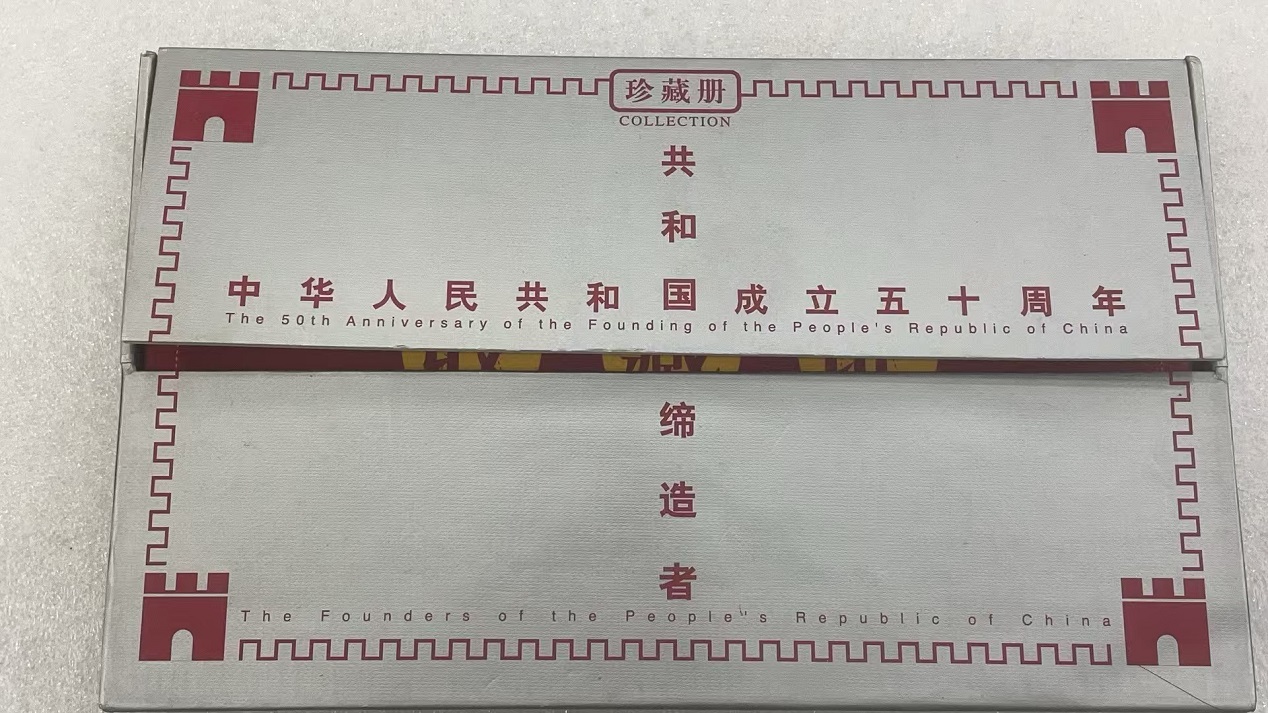 珍藏册
COLLECTION
共
和
中华人民共和国成立五十周年
The 50th Anniversary of the Founding of the People's Republic of China
缔
造
者
The Founders of the People's Republic of China